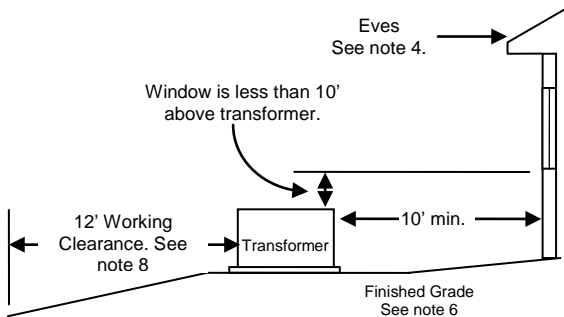 Eves
See note 4.
Window is less than 10’
above transformer.
12’ Working
Clearance. See
note 8
Transformer
10’ min.
Finished Grade
See note 6